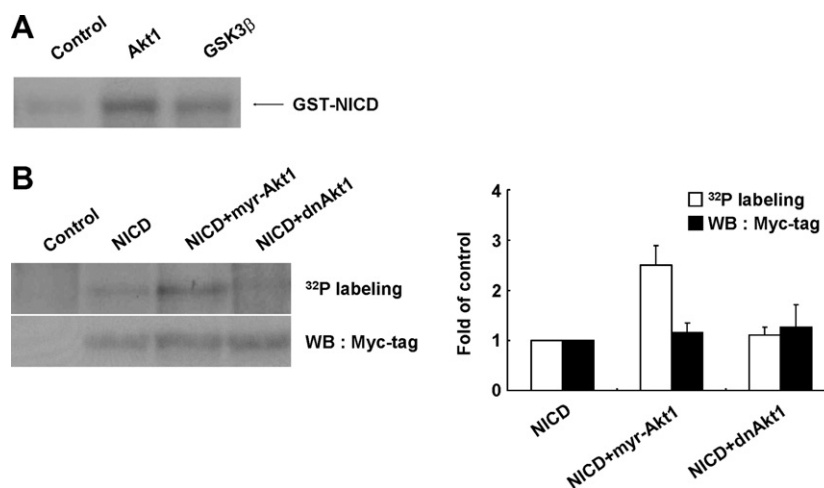 A
Control
Akt1
GSK3β
GST-NICD
B
Control
NICD
NICD+myr-Akt1
NICD+dnAkt1
³²P labeling
WB : Myc-tag
4
3
2
1
0
Fold of control
³²P labeling
WB : Myc-tag
NICD
NICD+myr-Akt1
NICD+dnAkt1